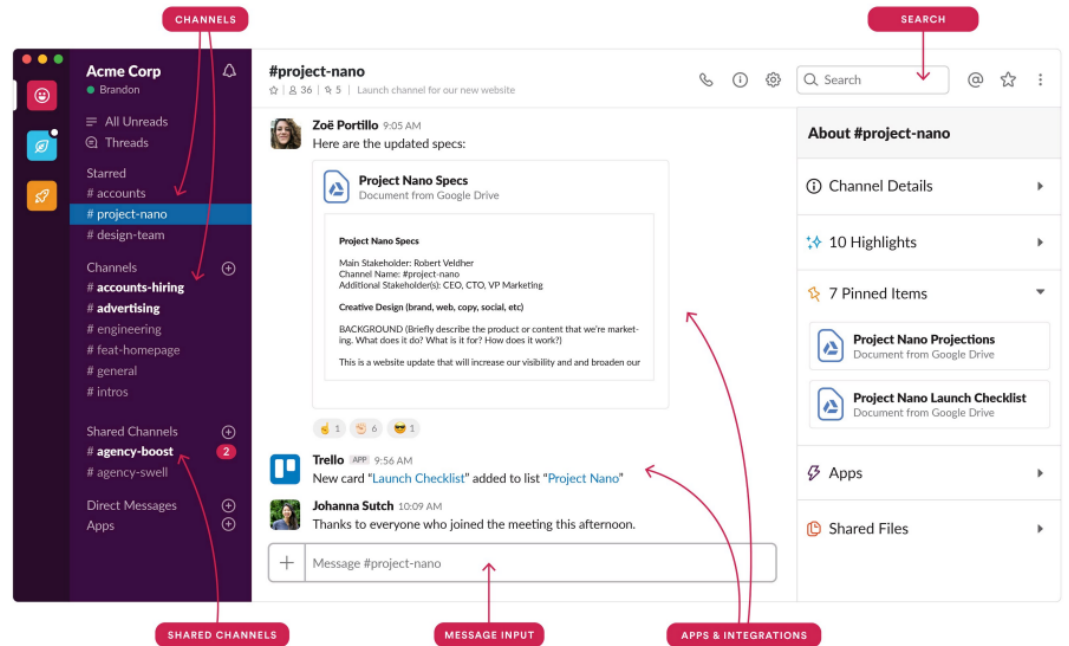 CHANNELS
SEARCH
Acme Corp
Brandon
All Unreads
Threads
Starred
# accounts
# project-nano
# design-team
Channels
# accounts-hiring
# advertising
# engineering
# feat-homepage
# general
# intros
Shared Channels
# agency-boost 2
# agency-swell
Direct Messages
Apps
#project-nano
36 | 5 | Launch channel for our new website
Search
Zoë Portillo 9:05 AM
Here are the updated specs:
Project Nano Specs
Document from Google Drive
Project Nano Specs
Main Stakeholder: Robert Veldher
Channel Name: #project-nano
Additional Stakeholder(s): CEO, CTO, VP Marketing
Creative Design (brand, web, copy, social, etc)
BACKGROUND (Briefly describe the product or content that we're market-
ing. What does it do? What is it for? How does it work?)
This is a website update that will increase our visibility and and broaden our
1 6 1
Trello APP 9:56 AM
New card “Launch Checklist” added to list “Project Nano”
Johanna Sutch 10:09 AM
Thanks to everyone who joined the meeting this afternoon.
Message #project-nano
About #project-nano
Channel Details
10 Highlights
7 Pinned Items
Project Nano Projections
Document from Google Drive
Project Nano Launch Checklist
Document from Google Drive
Apps
Shared Files
SHARED CHANNELS
MESSAGE INPUT
APPS & INTEGRATIONS